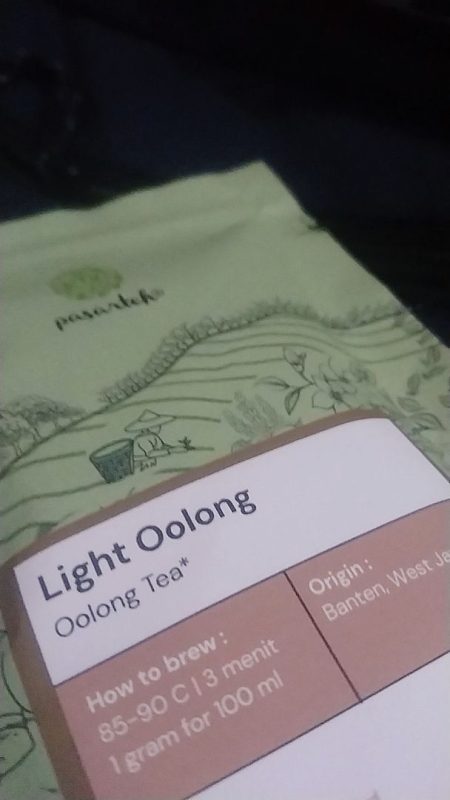 pasarteh®
Light Oolong
Oolong Tea*
How to brew :
85-90 C | 3 menit
1 gram for 100 ml
Origin :
Banten, West Ja